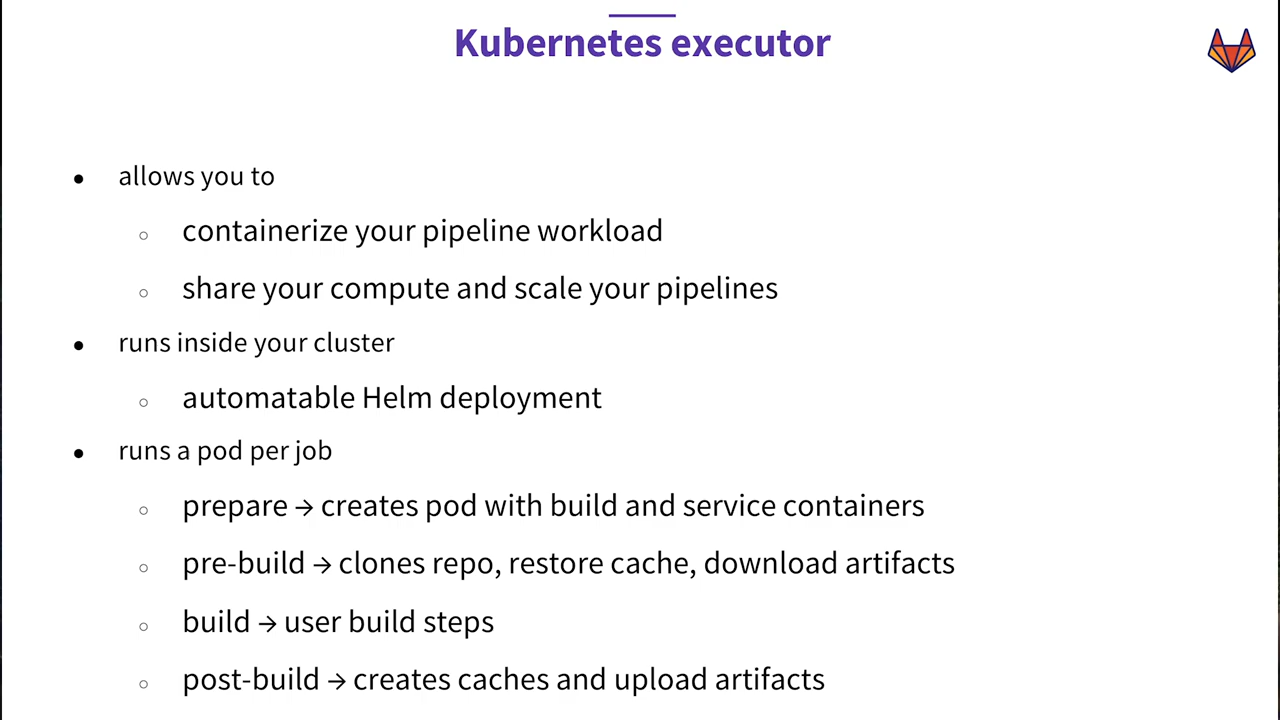 Kubernetes executor
● allows you to
○ containerize your pipeline workload
○ share your compute and scale your pipelines
● runs inside your cluster
○ automatable Helm deployment
● runs a pod per job
○ prepare → creates pod with build and service containers
○ pre-build → clones repo, restore cache, download artifacts
○ build → user build steps
○ post-build → creates caches and upload artifacts